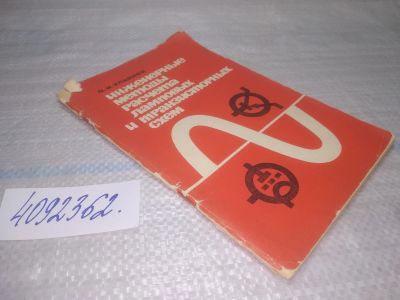 инженерные
методы
расчета
ламповых
и транзисторных
схем
4092362.